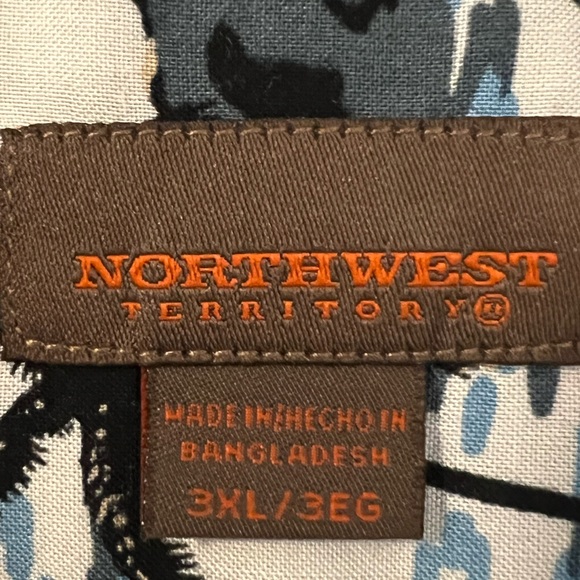 NORTHWEST
TERRITORY®
MADE IN/HECHO IN
BANGLADESH
3XL/3EG